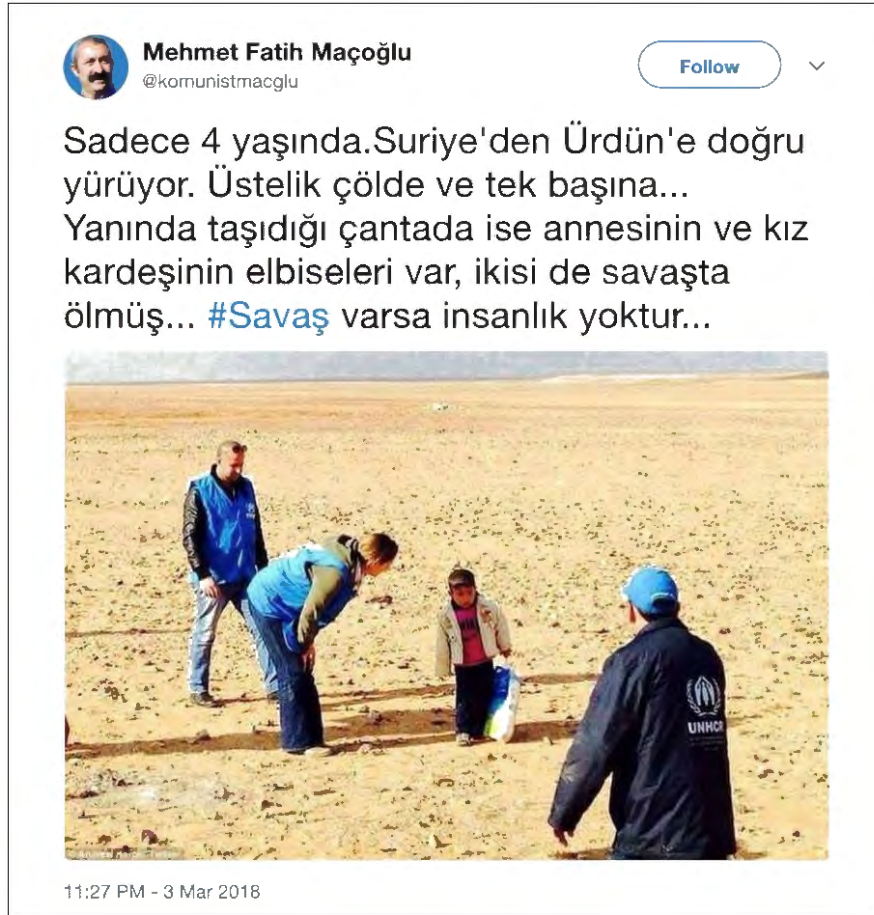 Mehmet Fatih Maçoğlu
@komunistmacglu
Follow
Sadece 4 yaşında.Suriye'den Ürdün'e doğru
yürüyor. Üstelik çölde ve tek başına...
Yanında taşıdığı çantada ise annesinin ve kız
kardeşinin elbiseleri var, ikisi de savaşta
ölmüş... #Savaş varsa insanlık yoktur...
UNHCR
11:27 PM - 3 Mar 2018